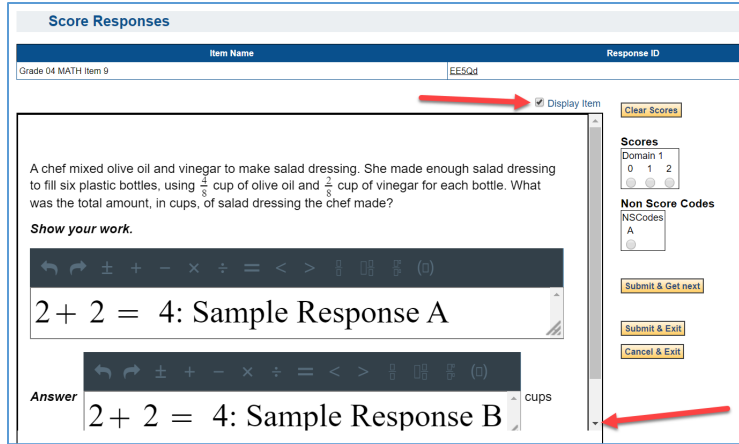 Score Responses
Item Name Response ID
Grade 04 MATH Item 9 EE5Qd
Display Item
Clear Scores
A chef mixed olive oil and vinegar to make salad dressing. She made enough salad dressing
to fill six plastic bottles, using 4/8 cup of olive oil and 2/8 cup of vinegar for each bottle. What
was the total amount, in cups, of salad dressing the chef made?
Show your work.
± + − × ÷ = < > (▯)
2 + 2 = 4: Sample Response A
± + − × ÷ = < > (▯)
Answer 2 + 2 = 4: Sample Response B cups
Scores
Domain 1
0 1 2
Non Score Codes
NSCodes
A
Submit & Get next
Submit & Exit
Cancel & Exit